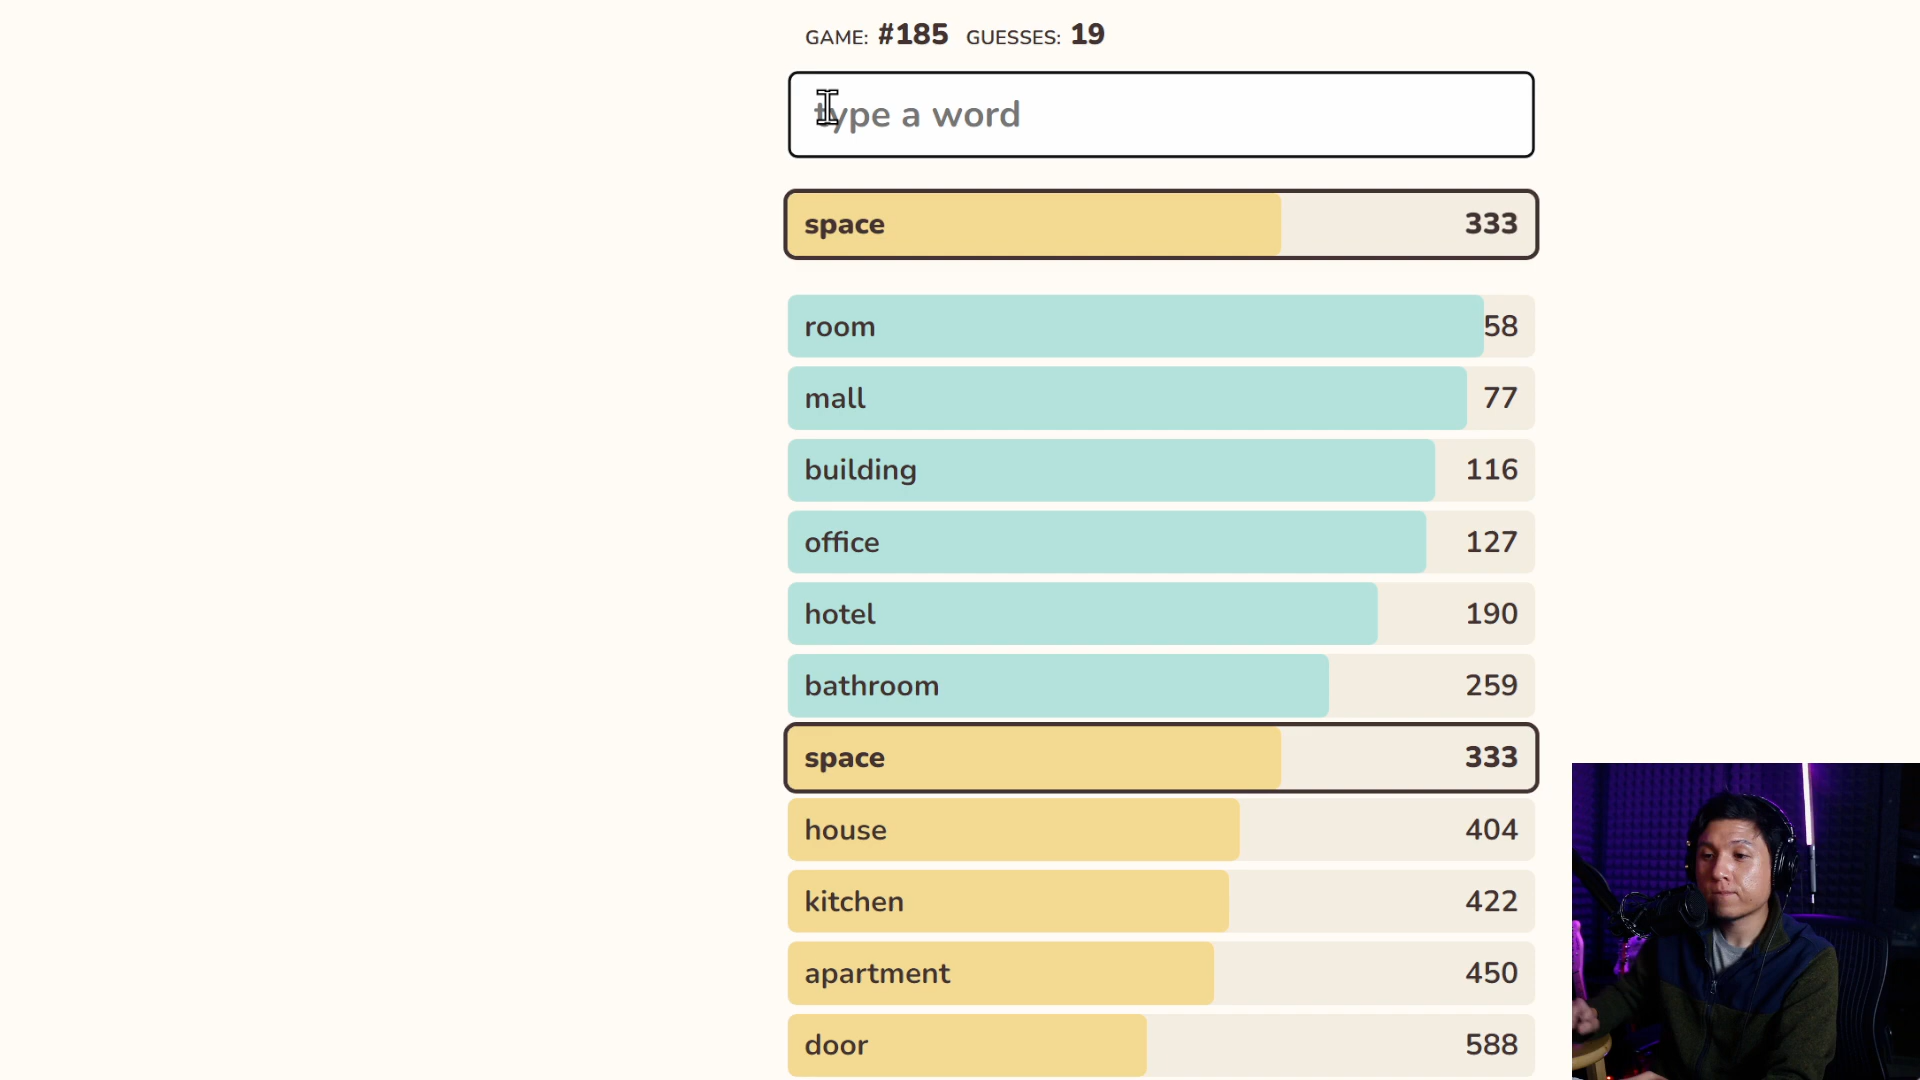 GAME: #185 GUESSES: 19
type a word
space 333
room 58
mall 77
building 116
office 127
hotel 190
bathroom 259
space 333
house 404
kitchen 422
apartment 450
door 588